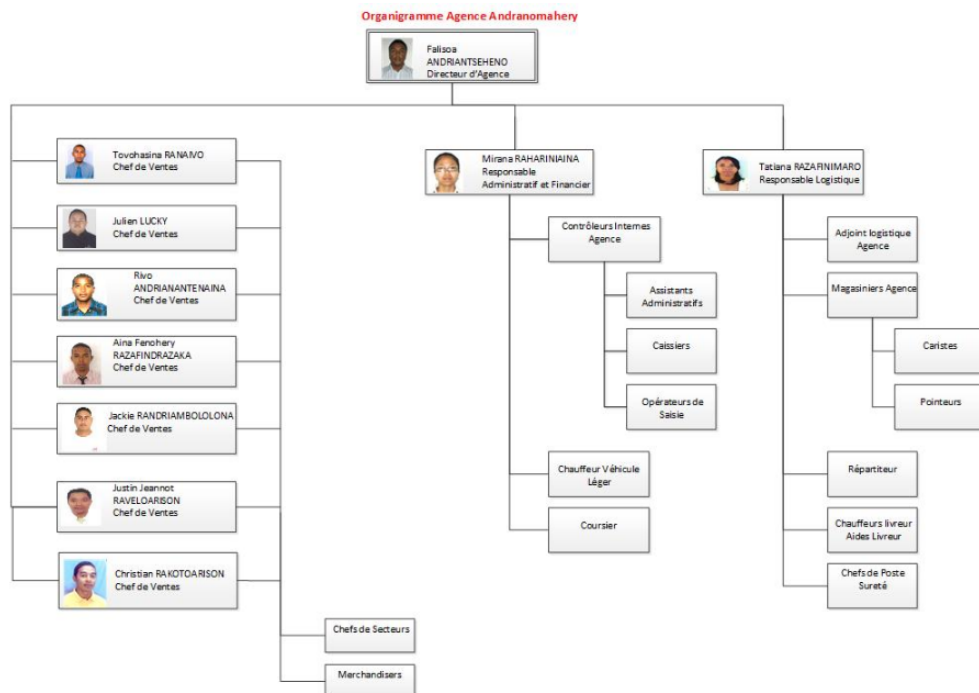 Organigramme Agence Andranomahery
Falisoa
ANDRIANTSEHENO
Directeur d'Agence
Tovohasina RANAIVO
Chef de Ventes
Julien LUCKY
Chef de Ventes
Rivo
ANDRIANANTENAINA
Chef de Ventes
Aina Fenohery
RAZAFINDRAZAKA
Chef de Ventes
Jackie RANDRIAMBOLOLONA
Chef de Ventes
Justin Jeannot
RAVELOARISON
Chef de Ventes
Christian RAKOTOARISON
Chef de Ventes
Chefs de Secteurs
Merchandisers
Mirana RAHARINIAINA
Responsable
Administratif et Financier
Contrôleurs Internes
Agence
Assistants
Administratifs
Caissiers
Opérateurs de
Saisie
Chauffeur Véhicule
Léger
Coursier
Tatiana RAZAFINIMARO
Responsable Logistique
Adjoint logistique
Agence
Magasiniers Agence
Caristes
Pointeurs
Répartiteur
Chauffeurs livreur
Aides Livreur
Chefs de Poste
Sureté